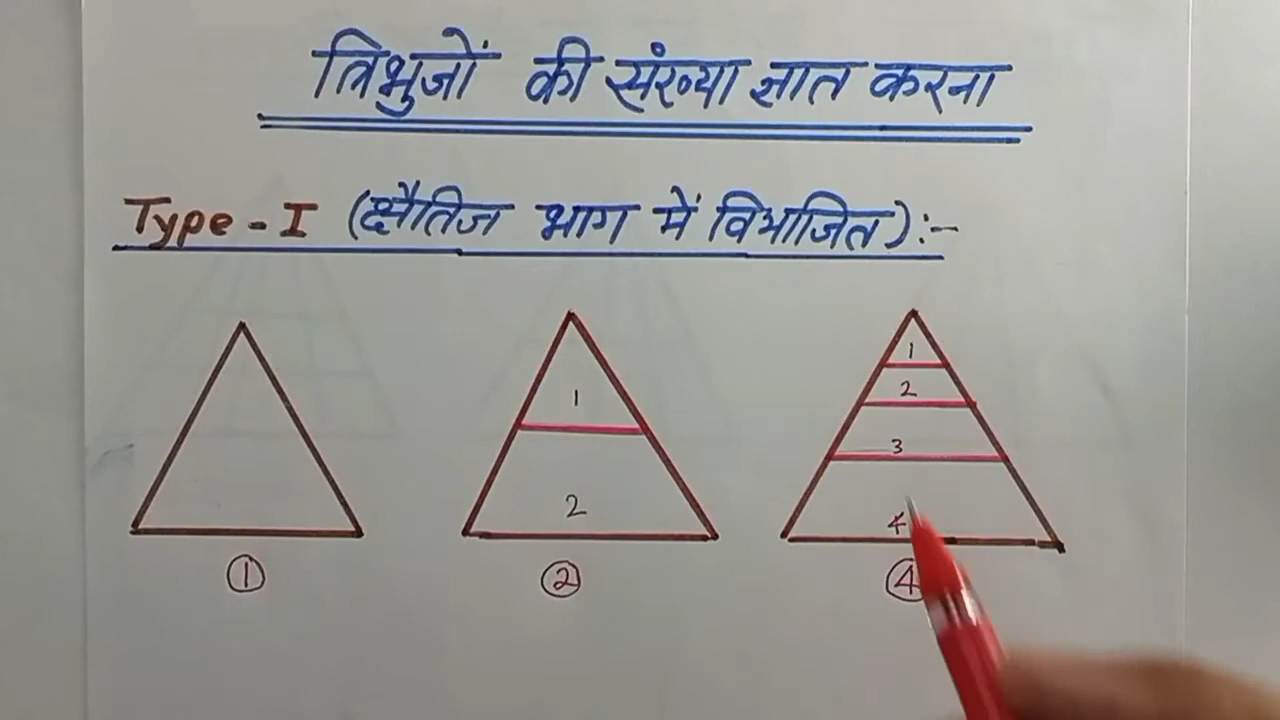 त्रिभुजों की संख्या ज्ञात करना
Type - I (क्षैतिज भाग में विभाजित) :-
1
2
1
2
3
4
① ② ④